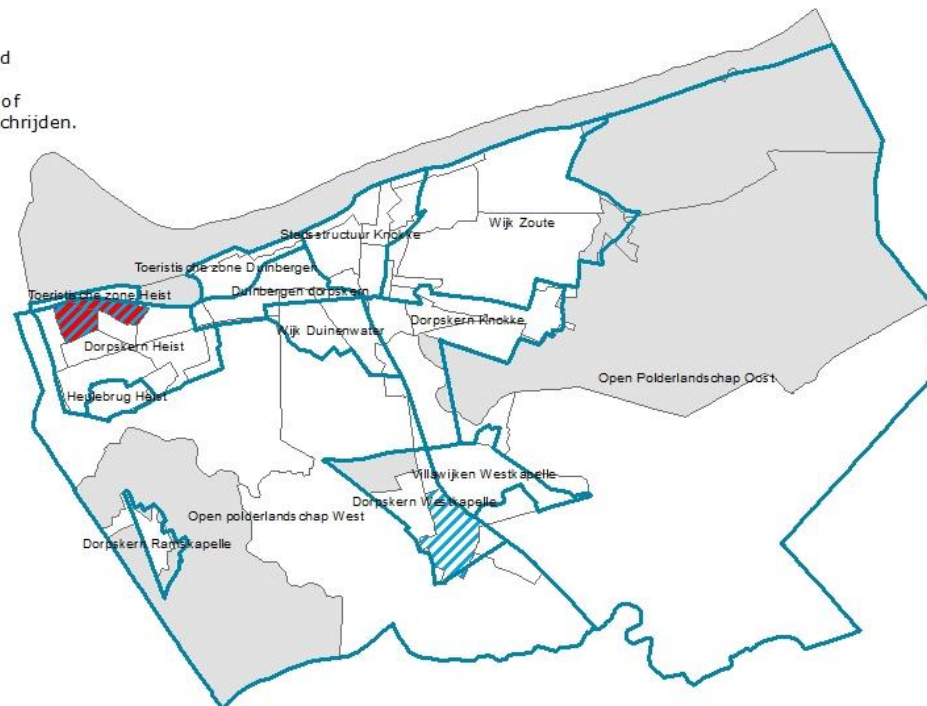 d
of
chrijden.
Wijk Zoute
Stadsstructuur Knokke
Toeristische zone Duinbergen
Duinbergen dorpskern
Toeristische zone Heist
Dorpskern Knokke
Wijk Duinenwater
Dorpskern Heist
Open Polderlandschap Oost
Heulebrug Heist
Villawijken Westkapelle
Dorpskern Westkapelle
Open polderlandschap West
Dorpskern Ramskapelle